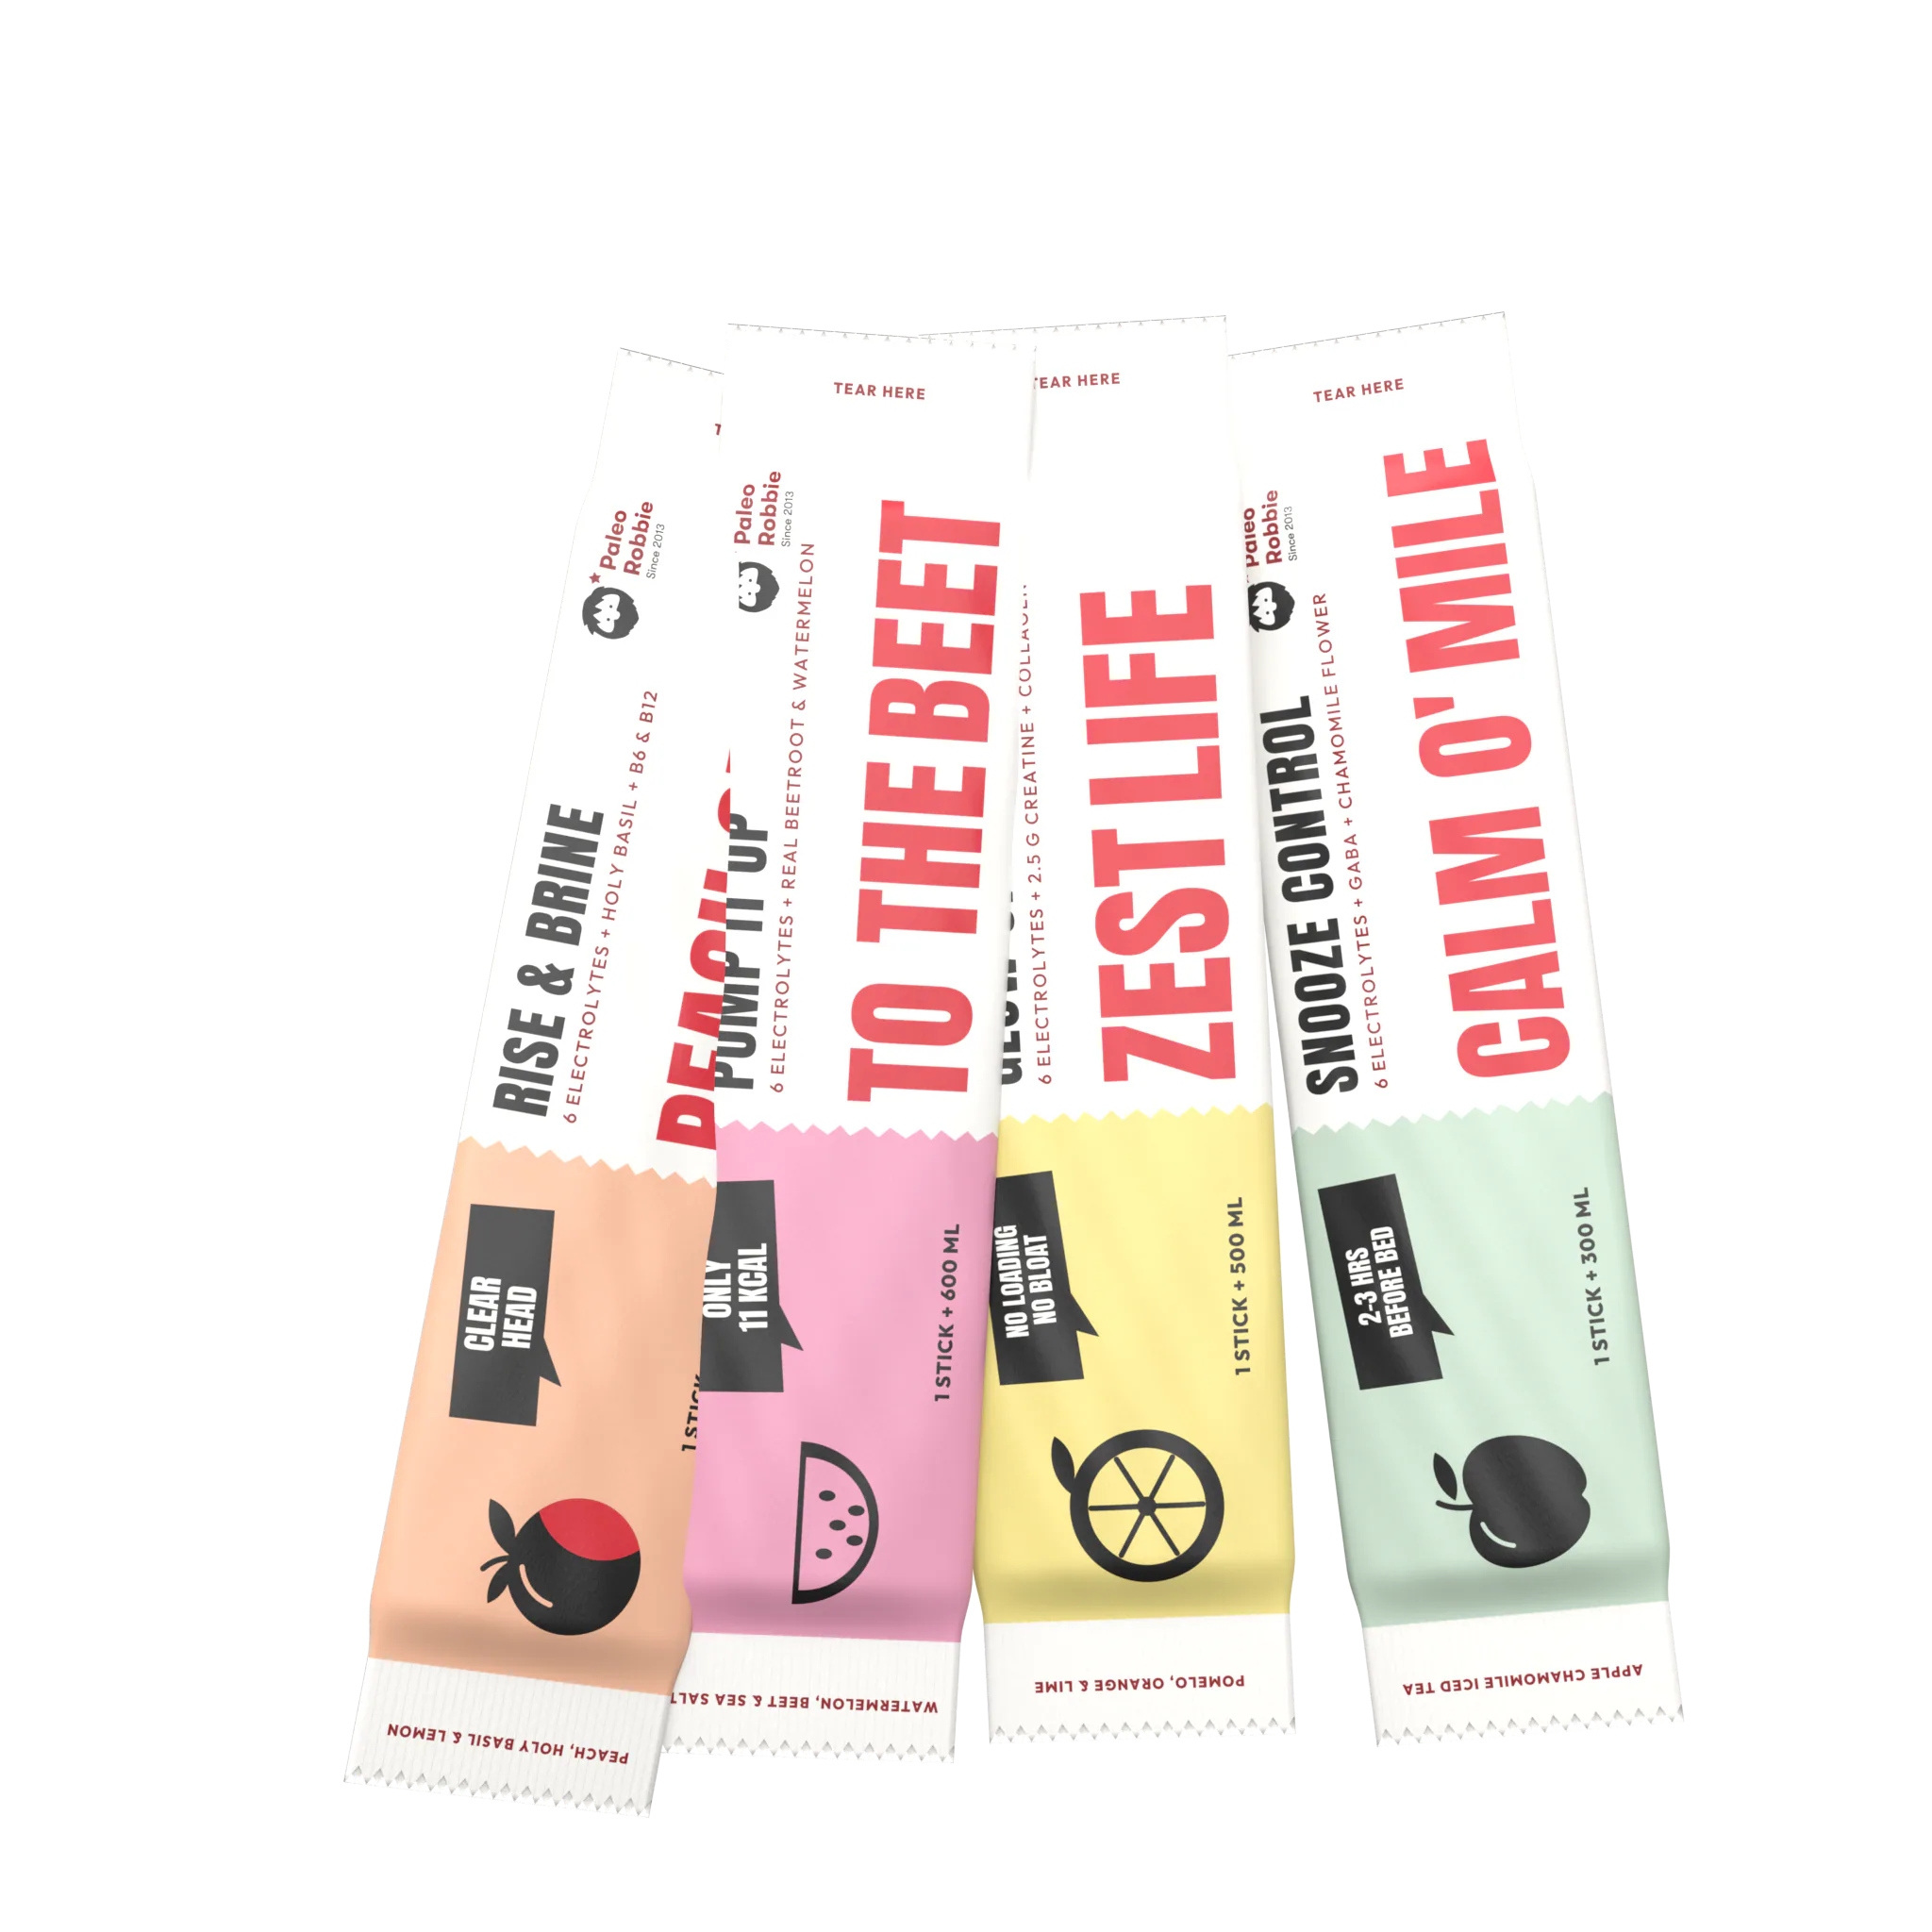 Paleo
Robbie
Since 2013
RISE & BRINE
6 ELECTROLYTES + HOLY BASIL + B6 & B12
CLEAR
HEAD
1 STICK
PEACH, HOLY BASIL & LEMON
TEAR HERE
Paleo
Robbie
Since 2013
PUMP IT UP
6 ELECTROLYTES + REAL BEETROOT & WATERMELON
TO THE BEET
ONLY
11 KCAL
1 STICK + 600 ML
WATERMELON, BEET & SEA SALT
TEAR HERE
6 ELECTROLYTES + 2.5 G CREATINE + COLLAGEN
ZEST LIFE
NO LOADING
NO BLOAT
1 STICK + 500 ML
POMELO, ORANGE & LIME
TEAR HERE
Paleo
Robbie
Since 2013
SNOOZE CONTROL
6 ELECTROLYTES + GABA + CHAMOMILE FLOWER
CALM O' MILE
2-3 HRS
BEFORE BED
1 STICK + 300 ML
APPLE CHAMOMILE ICED TEA